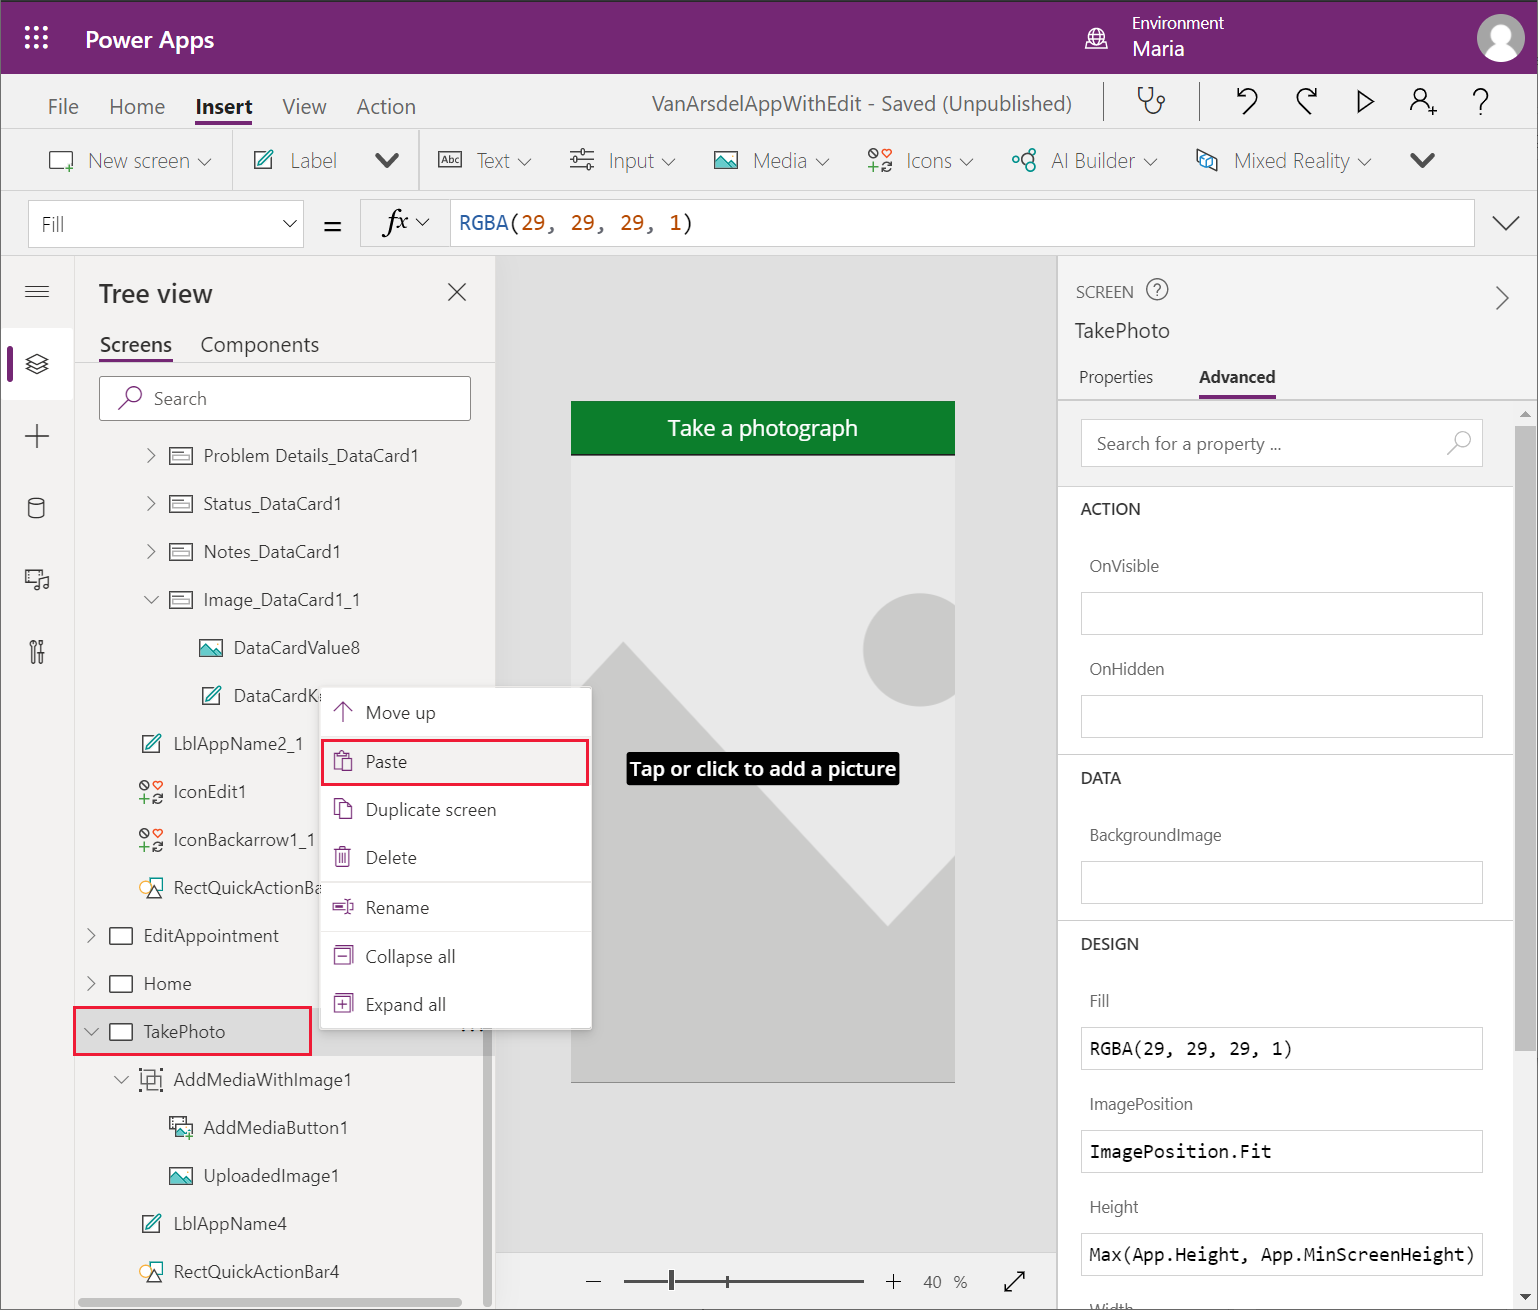 Power Apps
Environment
Maria
File Home Insert View Action
VanArsdelAppWithEdit - Saved (Unpublished)
New screen Label Abc Text Input Media Icons AI Builder Mixed Reality
Fill = fx RGBA(29, 29, 29, 1)
Tree view
Screens Components
Search
Problem Details_DataCard1
Status_DataCard1
Notes_DataCard1
Image_DataCard1_1
DataCardValue8
DataCardK
LblAppName2_1
IconEdit1
IconBackarrow1_1
RectQuickActionBa
EditAppointment
Home
TakePhoto
AddMediaWithImage1
AddMediaButton1
UploadedImage1
LblAppName4
RectQuickActionBar4
Move up
Paste
Duplicate screen
Delete
Rename
Collapse all
Expand all
Take a photograph
Tap or click to add a picture
40 %
SCREEN
TakePhoto
Properties Advanced
Search for a property ...
ACTION
OnVisible
OnHidden
DATA
BackgroundImage
DESIGN
Fill
RGBA(29, 29, 29, 1)
ImagePosition
ImagePosition.Fit
Height
Max(App.Height, App.MinScreenHeight)
Width